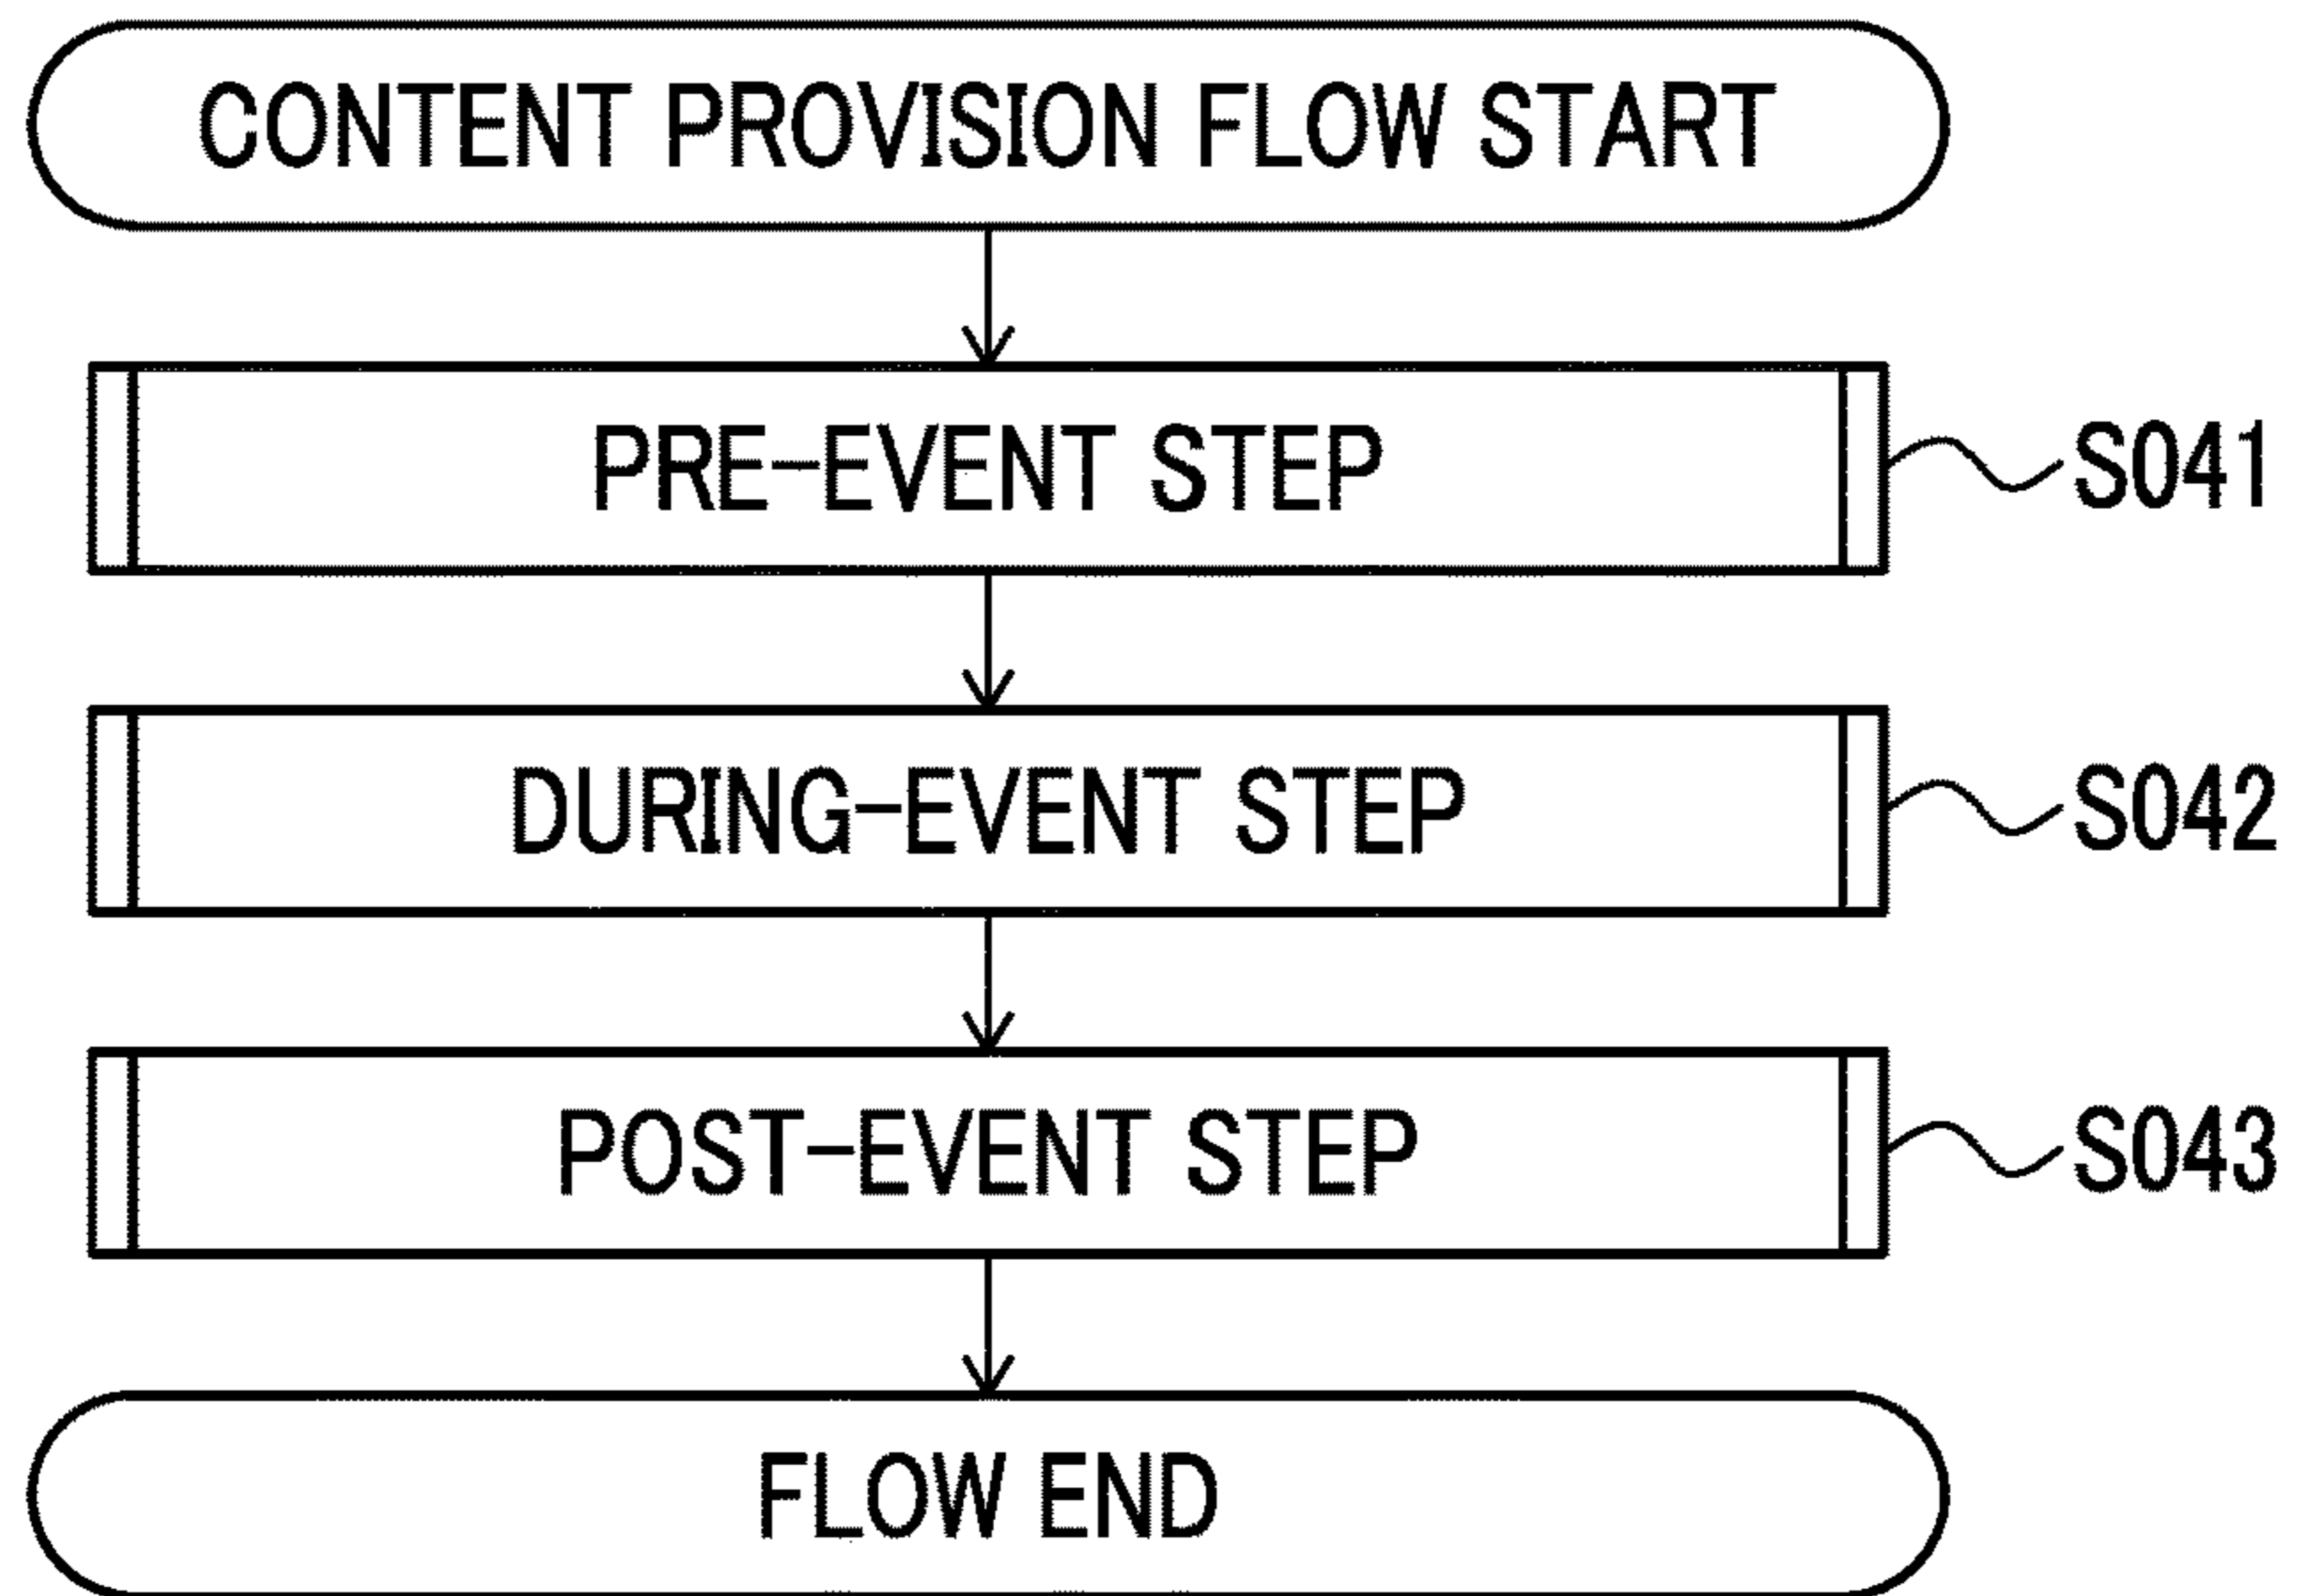 CONTENT PROVISION FLOW START
PRE-EVENT STEP
S041
DURING-EVENT STEP
S042
POST-EVENT STEP
S043
FLOW END